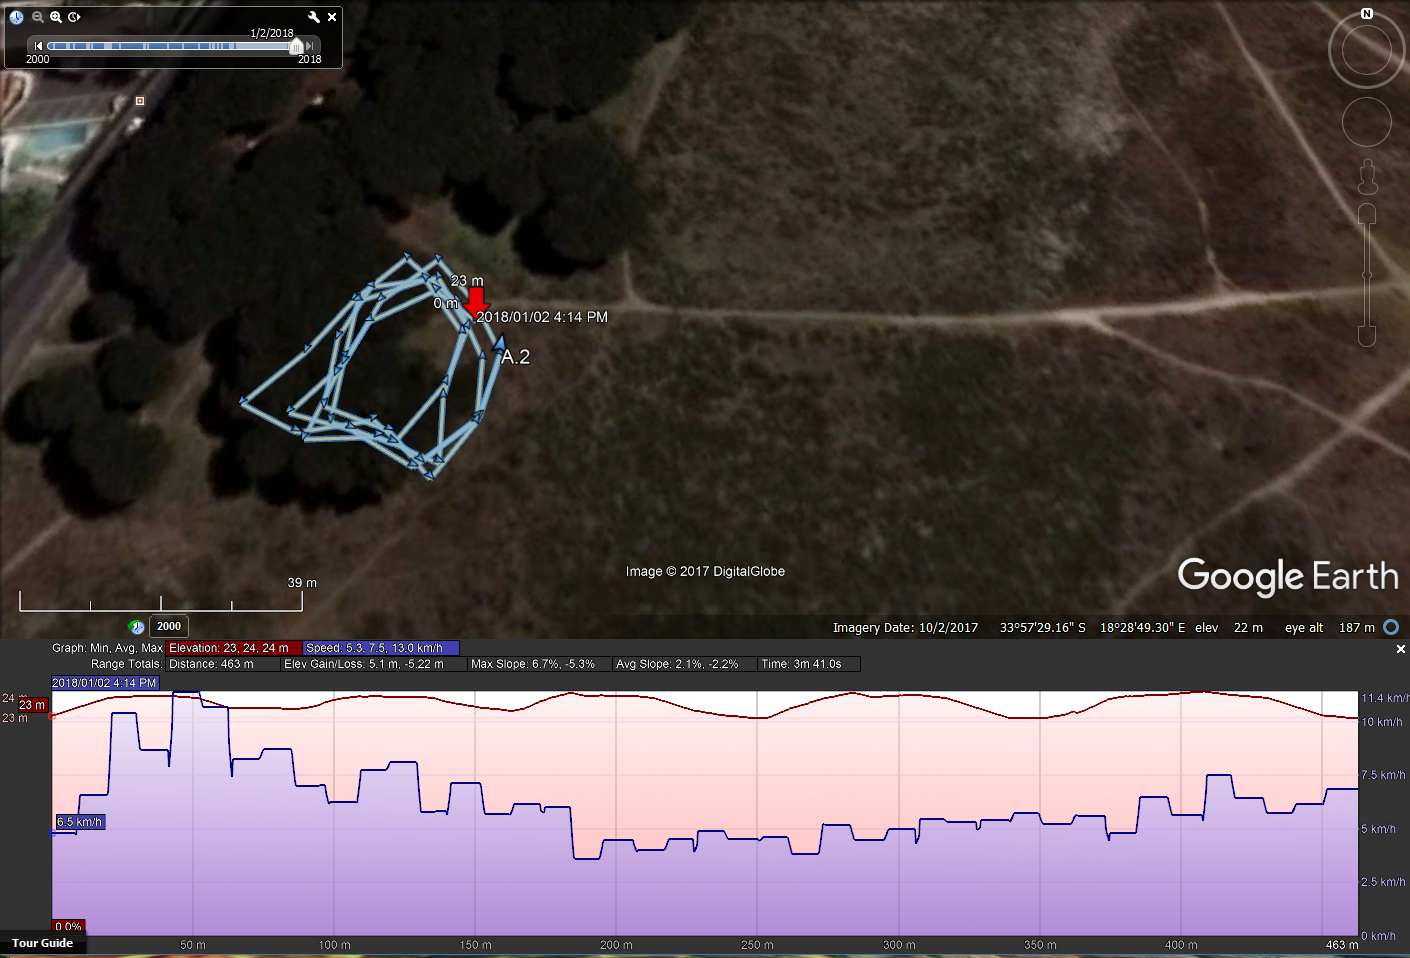 1/2/2018
2000
2018
N
23 m
0 m
2018/01/02 4:14 PM
A.2
Image © 2017 DigitalGlobe
Google Earth
39 m
2000
Imagery Date: 10/2/2017 33°57'29.16" S 18°28'49.30" E elev 22 m eye alt 187 m
Graph: Min, Avg, Max Elevation: 23, 24, 24 m Speed: 5.3, 7.5, 13.0 km/h
Range Totals: Distance: 463 m Elev Gain/Loss: 5.1 m, -5.22 m Max Slope: 6.7%, -5.3% Avg Slope: 2.1%, -2.2% Time: 3m 41.0s
2018/01/02 4:14 PM
24 m
23 m
23 m
11.4 km/h
10 km/h
7.5 km/h
6.5 km/h
5 km/h
2.5 km/h
0.0%
0 km/h
Tour Guide
50 m 100 m 150 m 200 m 250 m 300 m 350 m 400 m 463 m